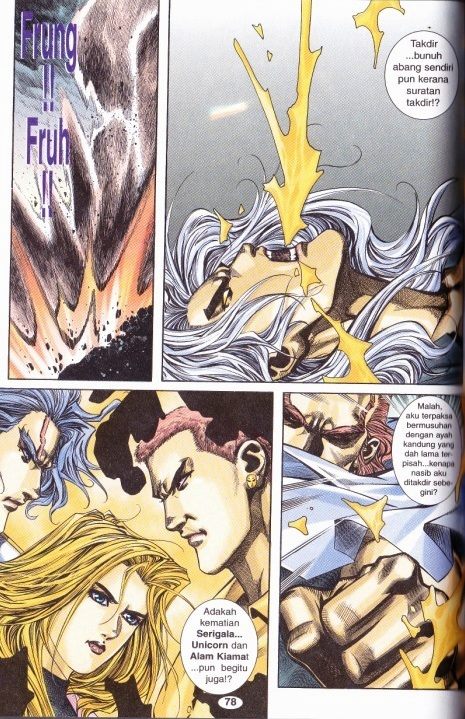 Frung
!!
Fruh
!!
Takdir
...bunuh
abang sendiri
pun kerana
suratan
takdir!?
Adakah
kematian
Serigala...
Unicorn dan
Alam Kiamat
...pun begitu
juga!?
Malah,
aku terpaksa
bermusuhan
dengan ayah
kandung yang
dah lama ter-
pisah...kenapa
nasib aku
ditakdir sebe-
gini?
78